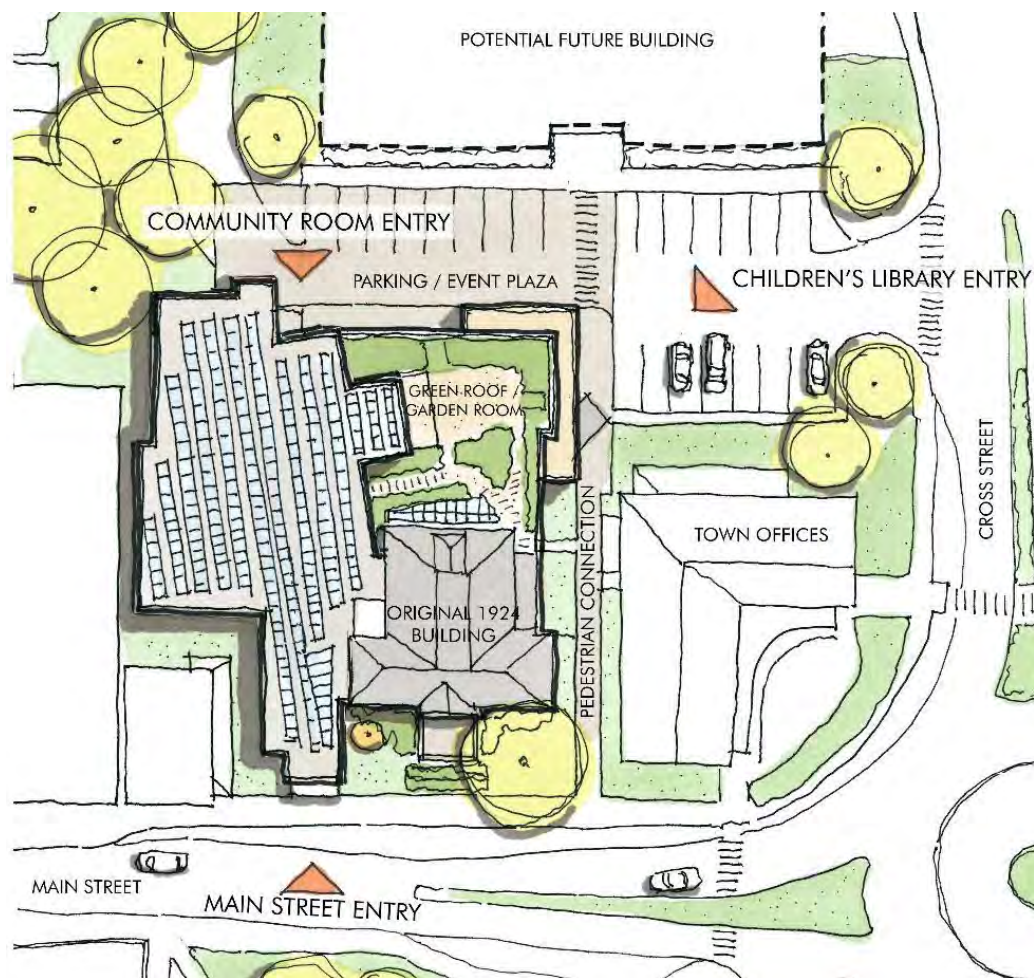 POTENTIAL FUTURE BUILDING
COMMUNITY ROOM ENTRY
PARKING / EVENT PLAZA
CHILDREN'S LIBRARY ENTRY
GREEN ROOF /
GARDEN ROOM
CROSS STREET
TOWN OFFICES
ORIGINAL 1924
BUILDING
PEDESTRIAN CONNECTION
MAIN STREET
MAIN STREET ENTRY